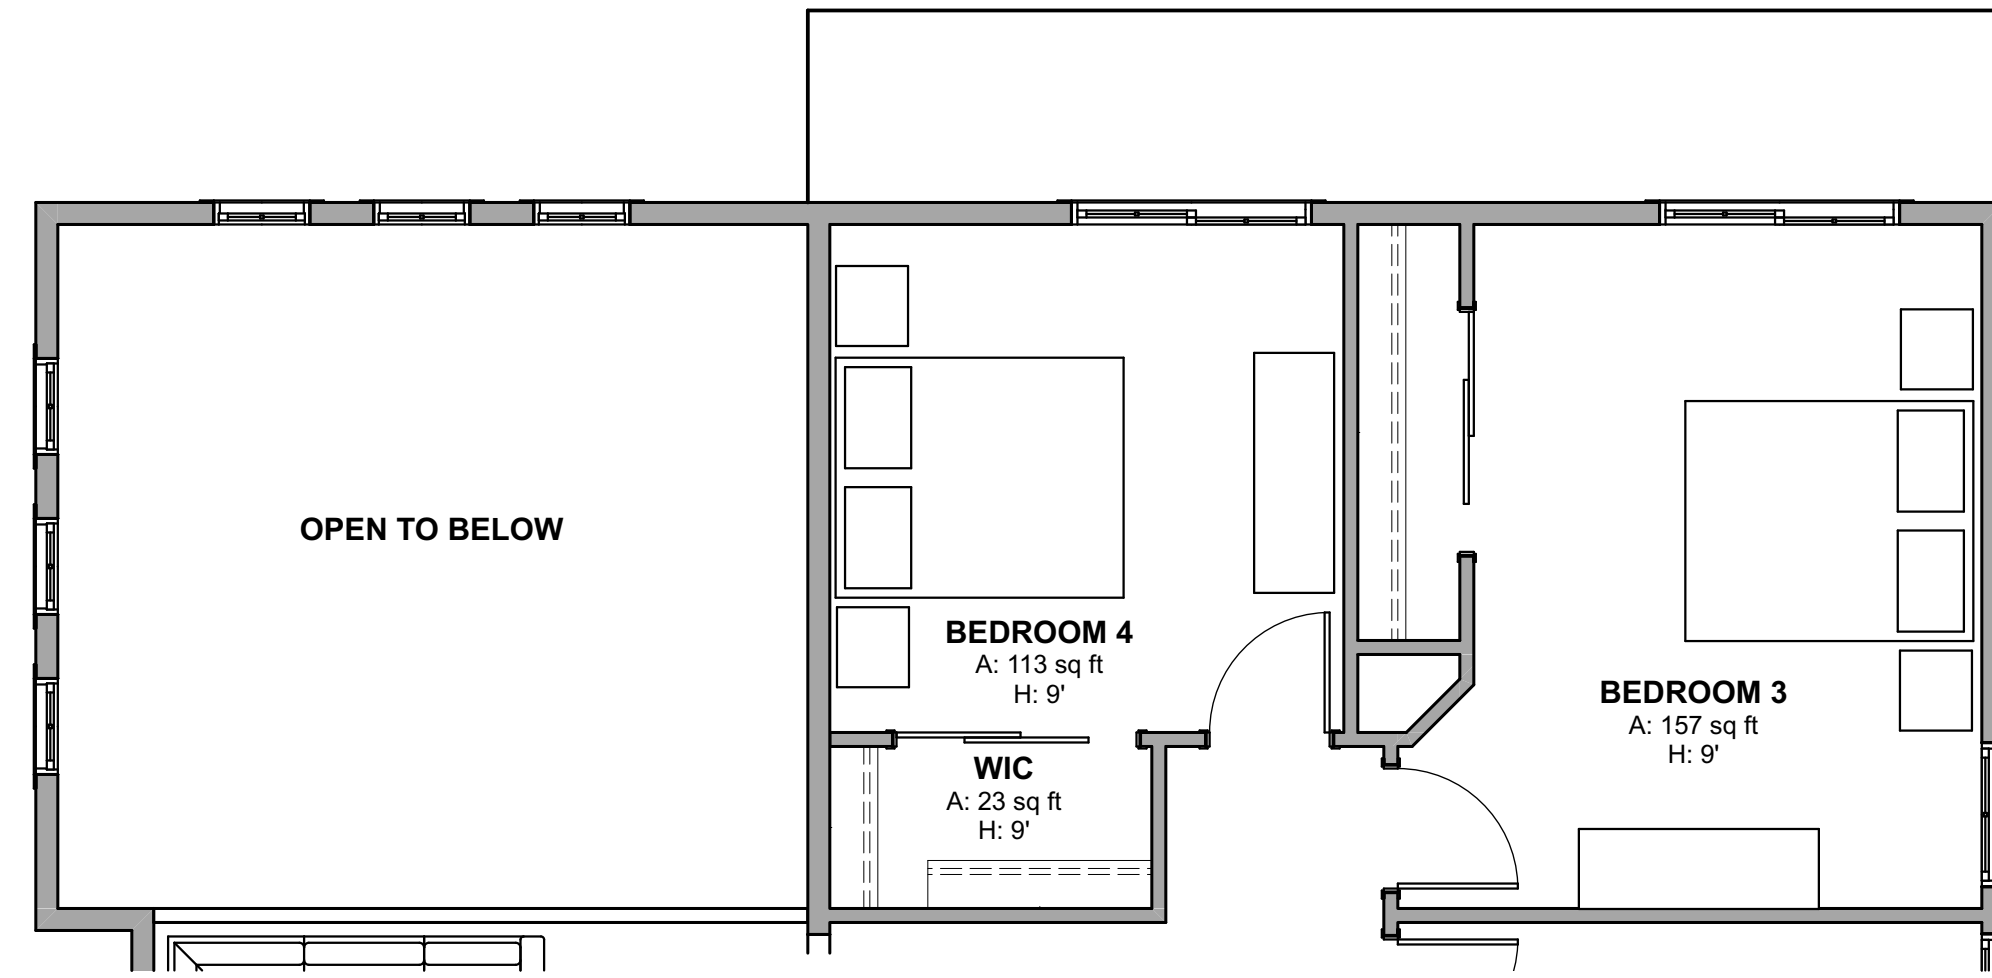 OPEN TO BELOW
BEDROOM 4
A: 113 sq ft
H: 9'
BEDROOM 3
A: 157 sq ft
H: 9'
WIC
A: 23 sq ft
H: 9'